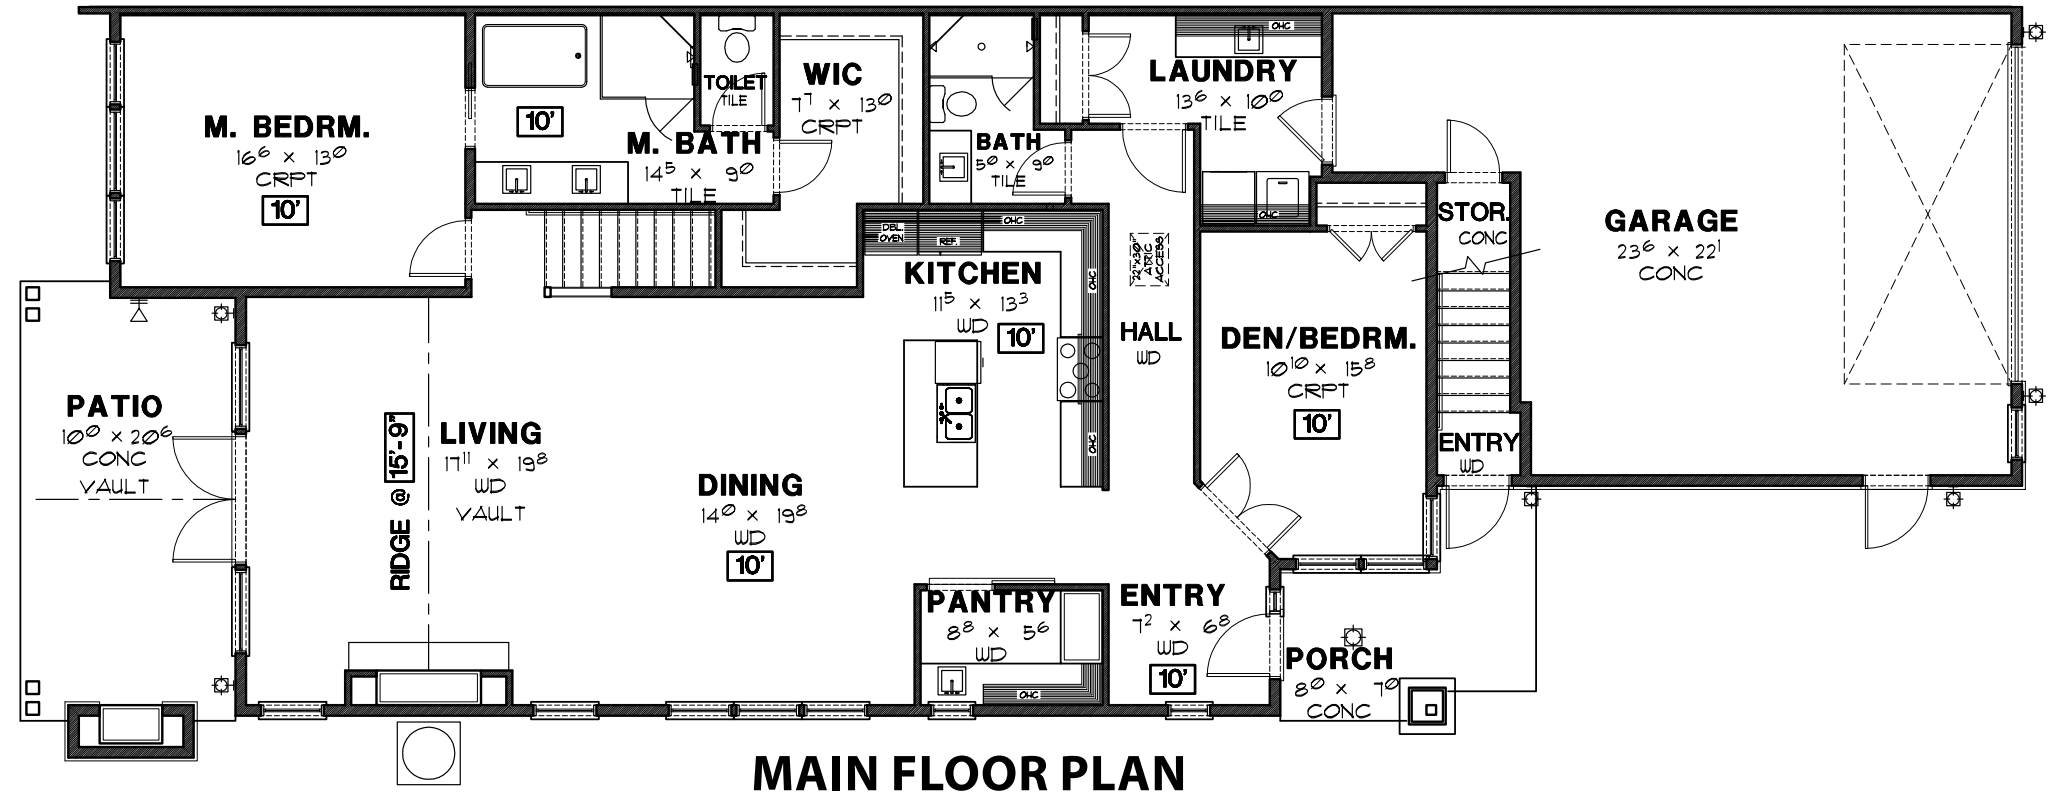 M. BEDRM.
16⁶ x 13⁰
CRPT
10'
10'
M. BATH
14⁵ x 9⁰
TILE
TOILET
TILE
WIC
7⁷ x 13⁰
CRPT
BATH
5⁰ x 9⁰
TILE
OHC
LAUNDRY
13⁶ x 10⁰
TILE
OHC
STOR.
CONC
GARAGE
23⁶ x 22¹
CONC
DBL.
OVEN
REF.
OHC
OHC
OHC
KITCHEN
11⁵ x 13³
WD
10'
22"x30"
ATTIC
ACCESS
HALL
WD
DEN/BEDRM.
10¹⁰ x 15⁸
CRPT
10'
ENTRY
WD
PATIO
10⁰ x 20⁶
CONC
VAULT
RIDGE @ 15'-9"
LIVING
17¹¹ x 19⁸
WD
VAULT
DINING
14⁰ x 19⁸
WD
10'
PANTRY
8⁸ x 5⁶
WD
OHC
ENTRY
7² x 6⁸
WD
10'
PORCH
8⁰ x 7⁰
CONC
MAIN FLOOR PLAN